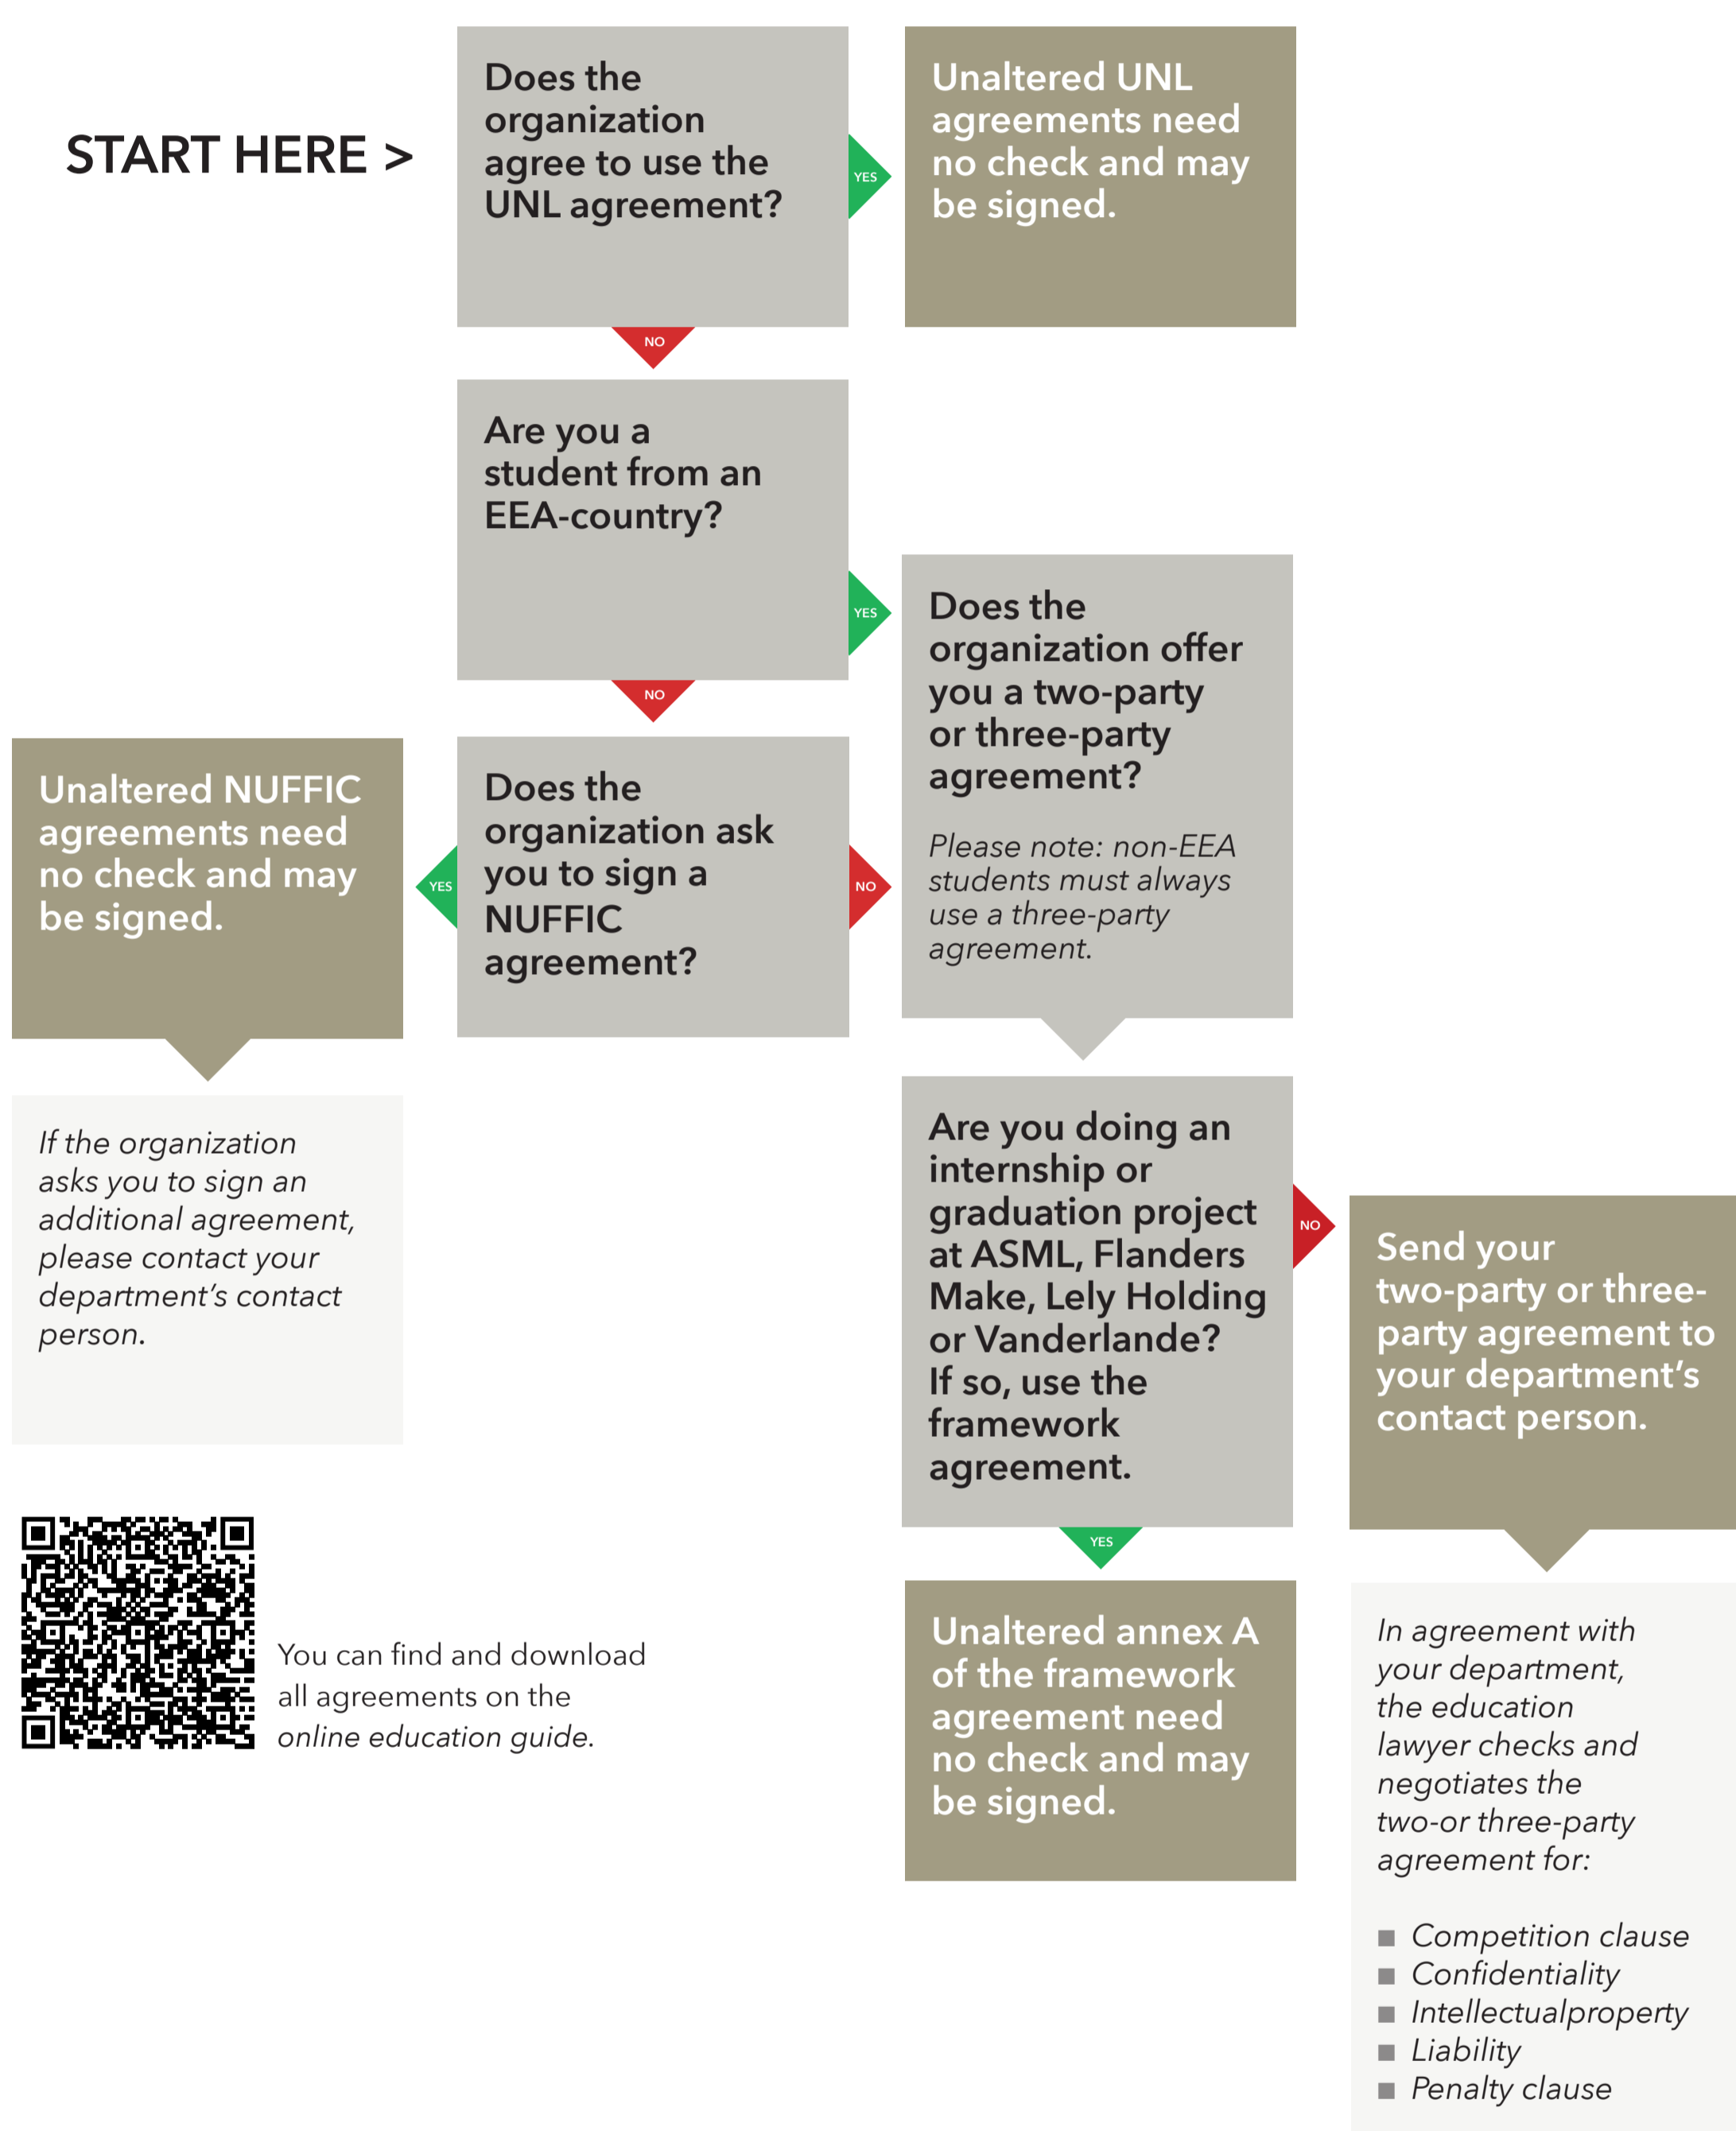 START HERE >
Does the
organization
agree to use the
UNL agreement?
YES
Unaltered UNL
agreements need
no check and may
be signed.
NO
Are you a
student from an
EEA-country?
YES
NO
Does the
organization offer
you a two-party
or three-party
agreement?
Please note: non-EEA
students must always
use a three-party
agreement.
Does the
organization ask
you to sign a
NUFFIC
agreement?
YES
NO
Unaltered NUFFIC
agreements need
no check and may
be signed.
If the organization
asks you to sign an
additional agreement,
please contact your
department's contact
person.
Are you doing an
internship or
graduation project
at ASML, Flanders
Make, Lely Holding
or Vanderlande?
If so, use the
framework
agreement.
NO
Send your
two-party or three-
party agreement to
your department's
contact person.
YES
Unaltered annex A
of the framework
agreement need
no check and may
be signed.
In agreement with
your department,
the education
lawyer checks and
negotiates the
two-or three-party
agreement for:
■ Competition clause
■ Confidentiality
■ Intellectualproperty
■ Liability
■ Penalty clause
You can find and download
all agreements on the
online education guide.